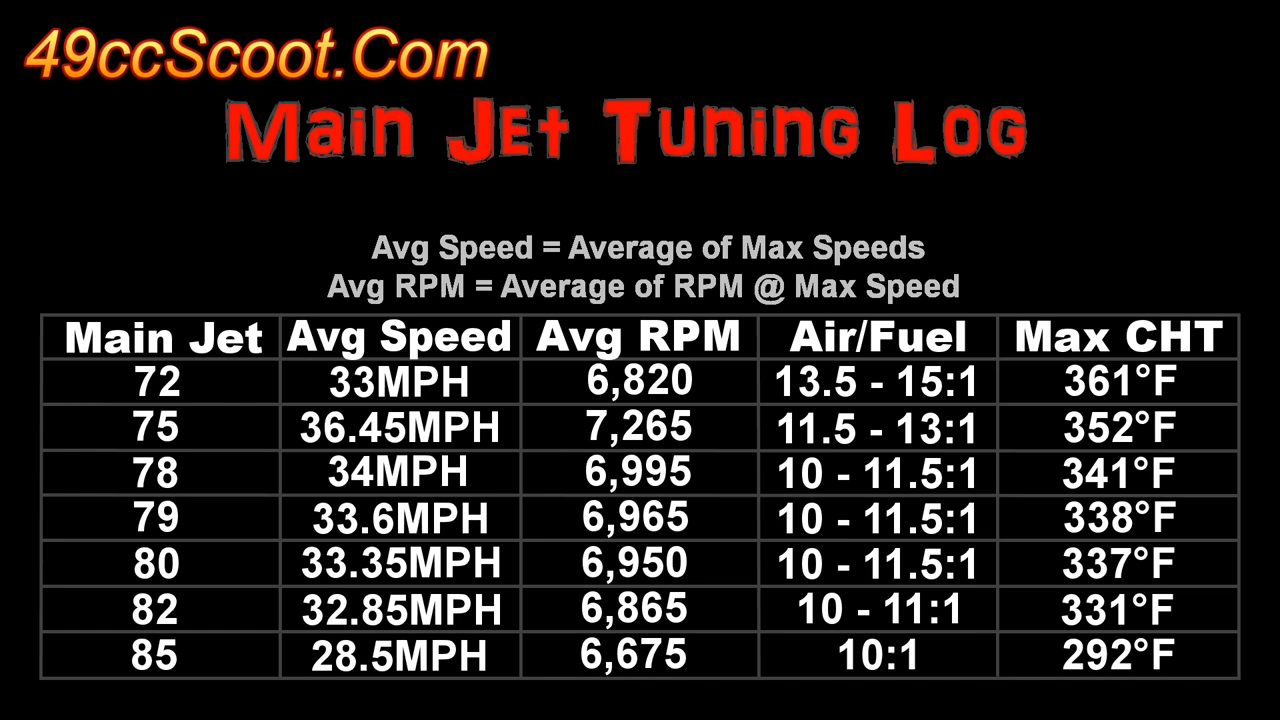 49ccScoot.Com
Main Jet Tuning Log
Avg Speed = Average of Max Speeds
Avg RPM = Average of RPM @ Max Speed
Main Jet Avg Speed Avg RPM Air/Fuel Max CHT
72 33MPH 6,820 13.5 - 15:1 361°F
75 36.45MPH 7,265 11.5 - 13:1 352°F
78 34MPH 6,995 10 - 11.5:1 341°F
79 33.6MPH 6,965 10 - 11.5:1 338°F
80 33.35MPH 6,950 10 - 11.5:1 337°F
82 32.85MPH 6,865 10 - 11:1 331°F
85 28.5MPH 6,675 10:1 292°F